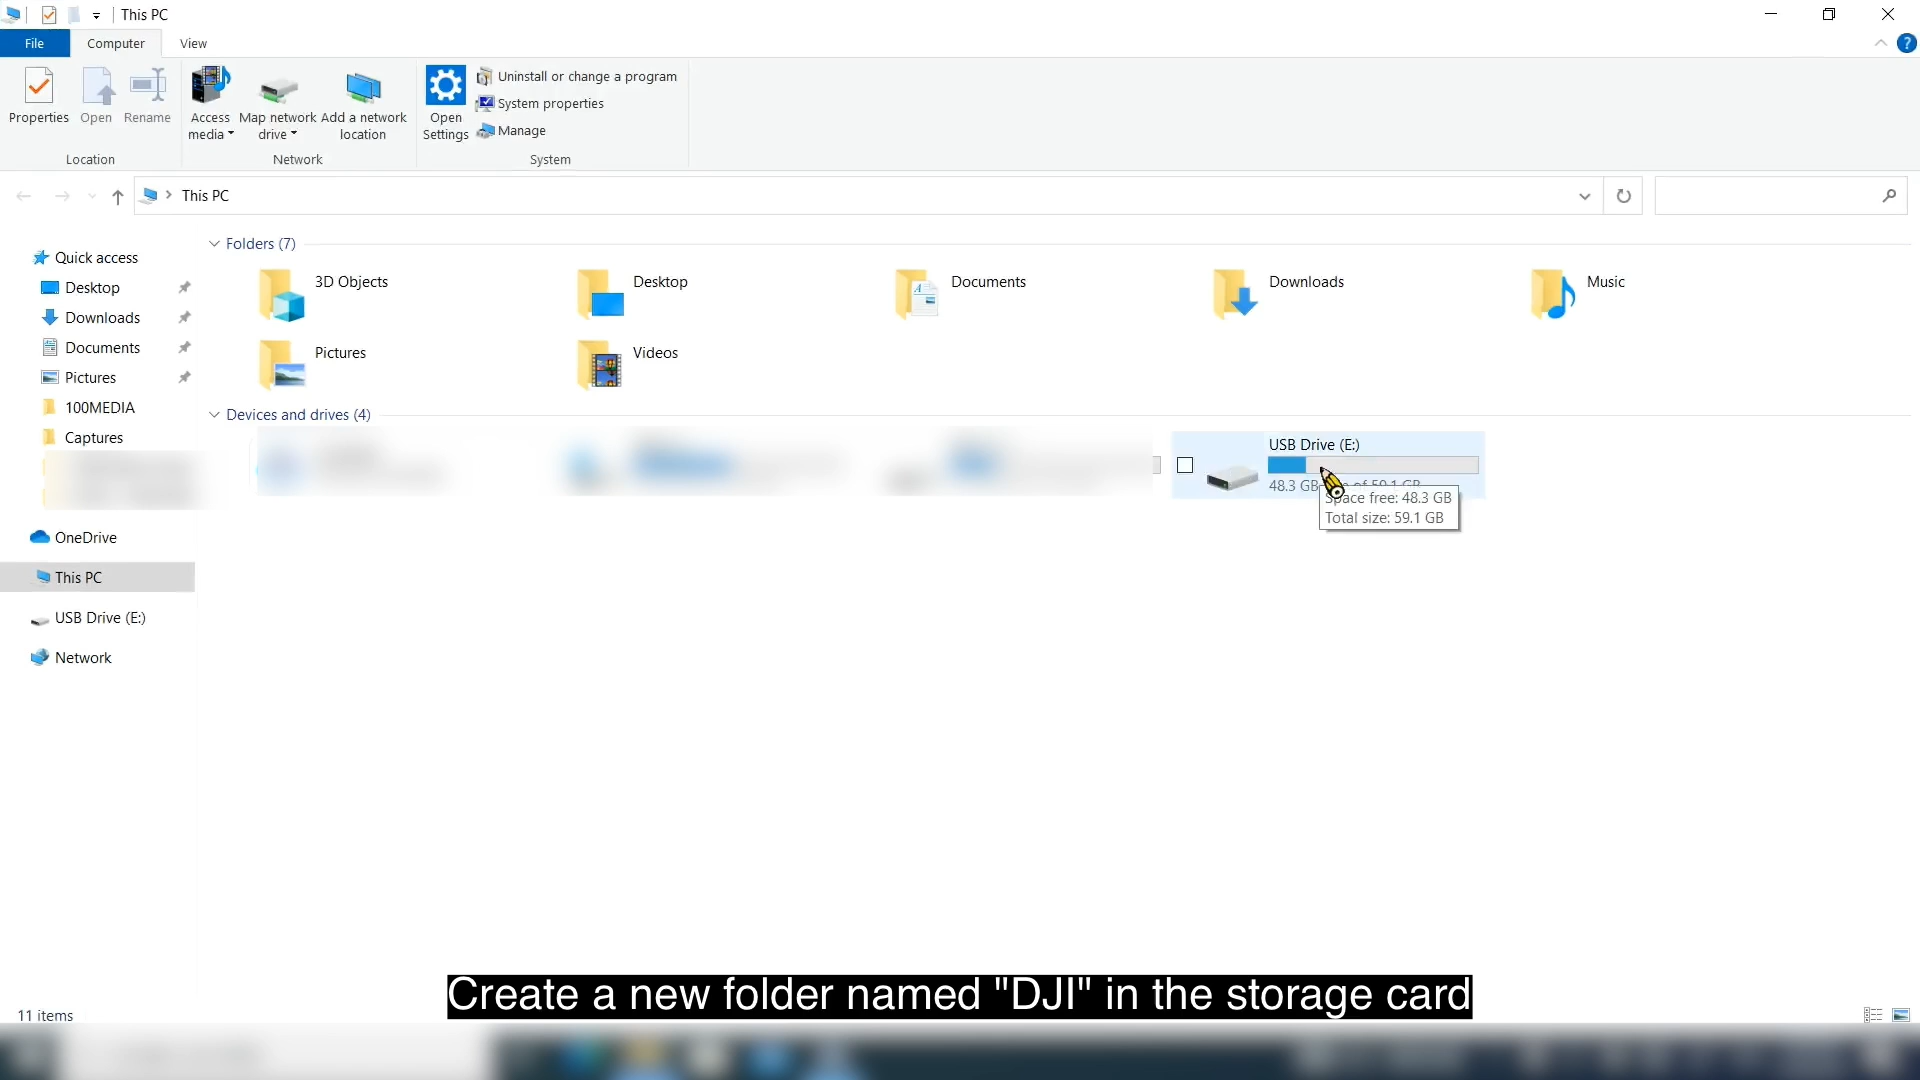 This PC
File
Computer
View
Properties
Open
Rename
Access
media
Map network
drive
Add a network
location
Open
Settings
Uninstall or change a program
System properties
Manage
Location
Network
System
This PC
Quick access
Desktop
Downloads
Documents
Pictures
100MEDIA
Captures
OneDrive
This PC
USB Drive (E:)
Network
Folders (7)
3D Objects
Desktop
Documents
Downloads
Music
Pictures
Videos
Devices and drives (4)
USB Drive (E:)
48.3 GB of 59.1 GB
Space free: 48.3 GB
Total size: 59.1 GB
Create a new folder named "DJI" in the storage card
11 items